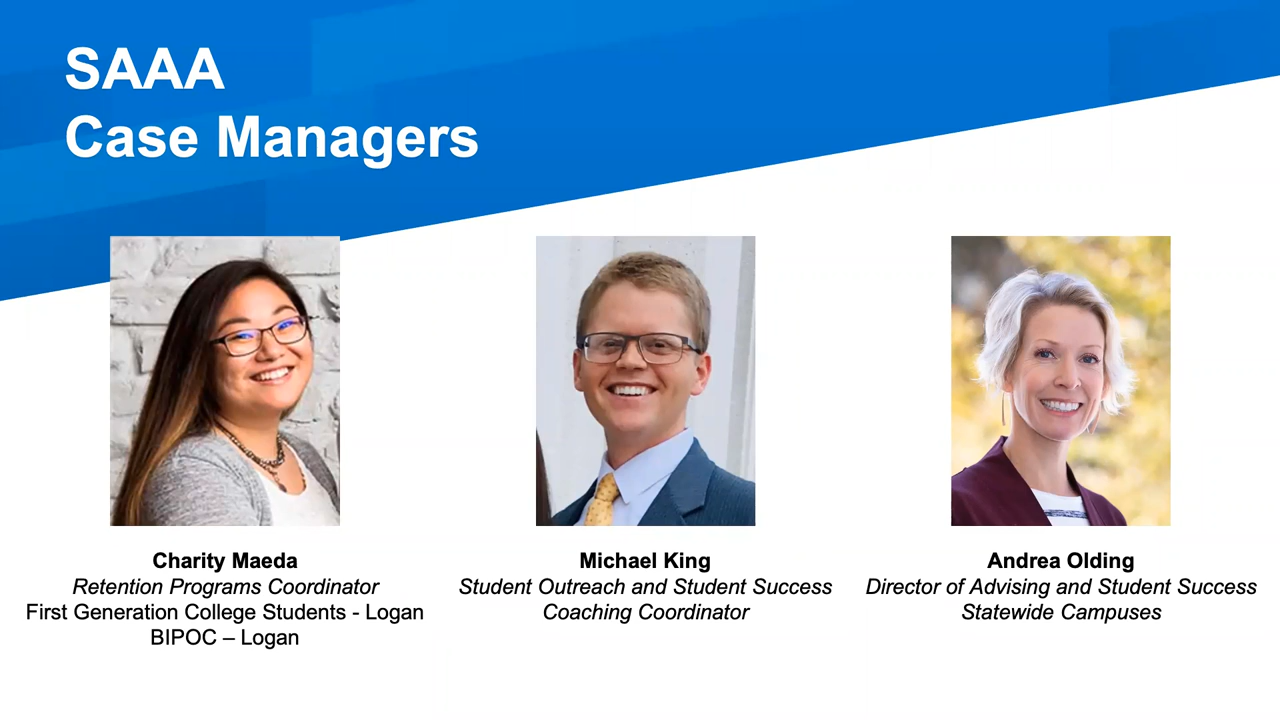 SAAA
Case Managers
Charity Maeda
Retention Programs Coordinator
First Generation College Students - Logan
BIPOC – Logan
Michael King
Student Outreach and Student Success
Coaching Coordinator
Andrea Olding
Director of Advising and Student Success
Statewide Campuses